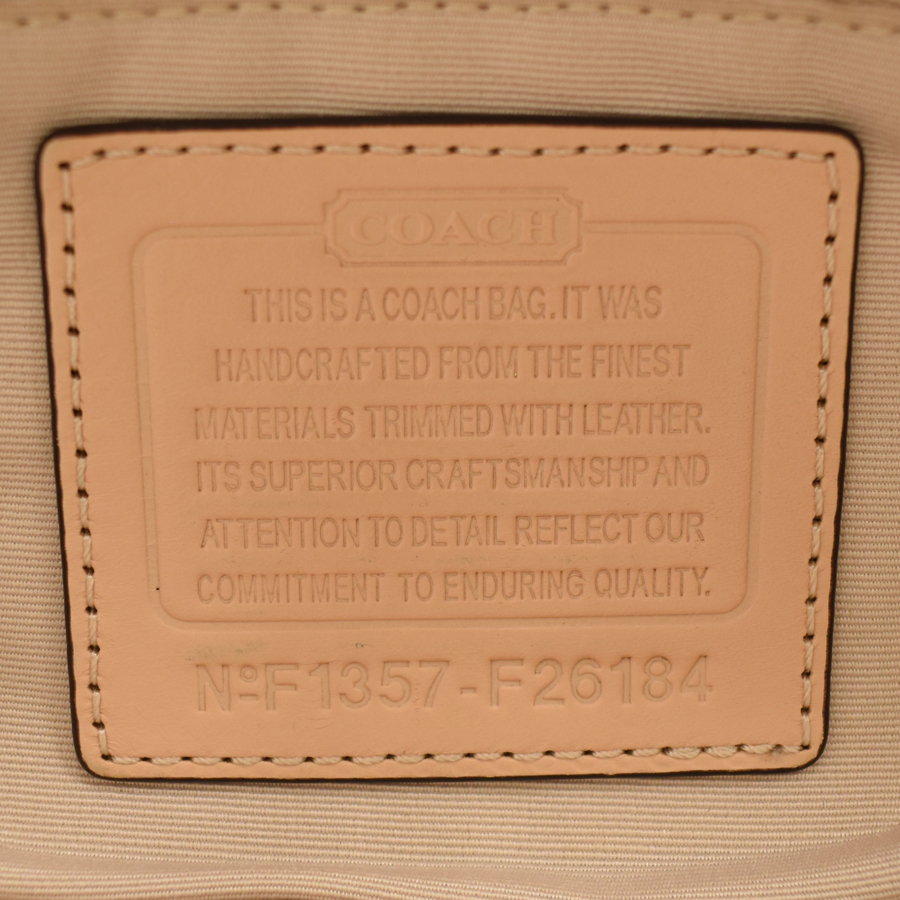 COACH
THIS IS A COACH BAG. IT WAS
HANDCRAFTED FROM THE FINEST
MATERIALS TRIMMED WITH LEATHER.
ITS SUPERIOR CRAFTSMANSHIP AND
ATTENTION TO DETAIL REFLECT OUR
COMMITMENT TO ENDURING QUALITY.
Nº F1357-F26184